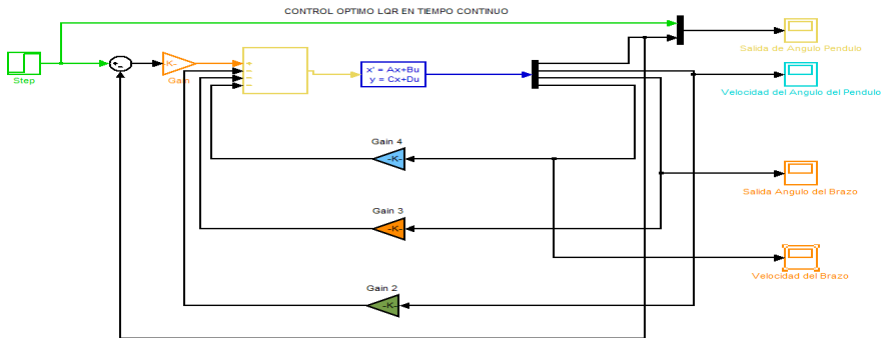 CONTROL OPTIMO LQR EN TIEMPO CONTINUO
Step
-K-
Gain
x' = Ax+Bu
y = Cx+Du
Salida de Angulo Pendulo
Velocidad del Angulo del Pendulo
Gain 4
-K-
Salida Angulo del Brazo
Gain 3
-K-
Velocidad del Brazo
Gain 2
-K-